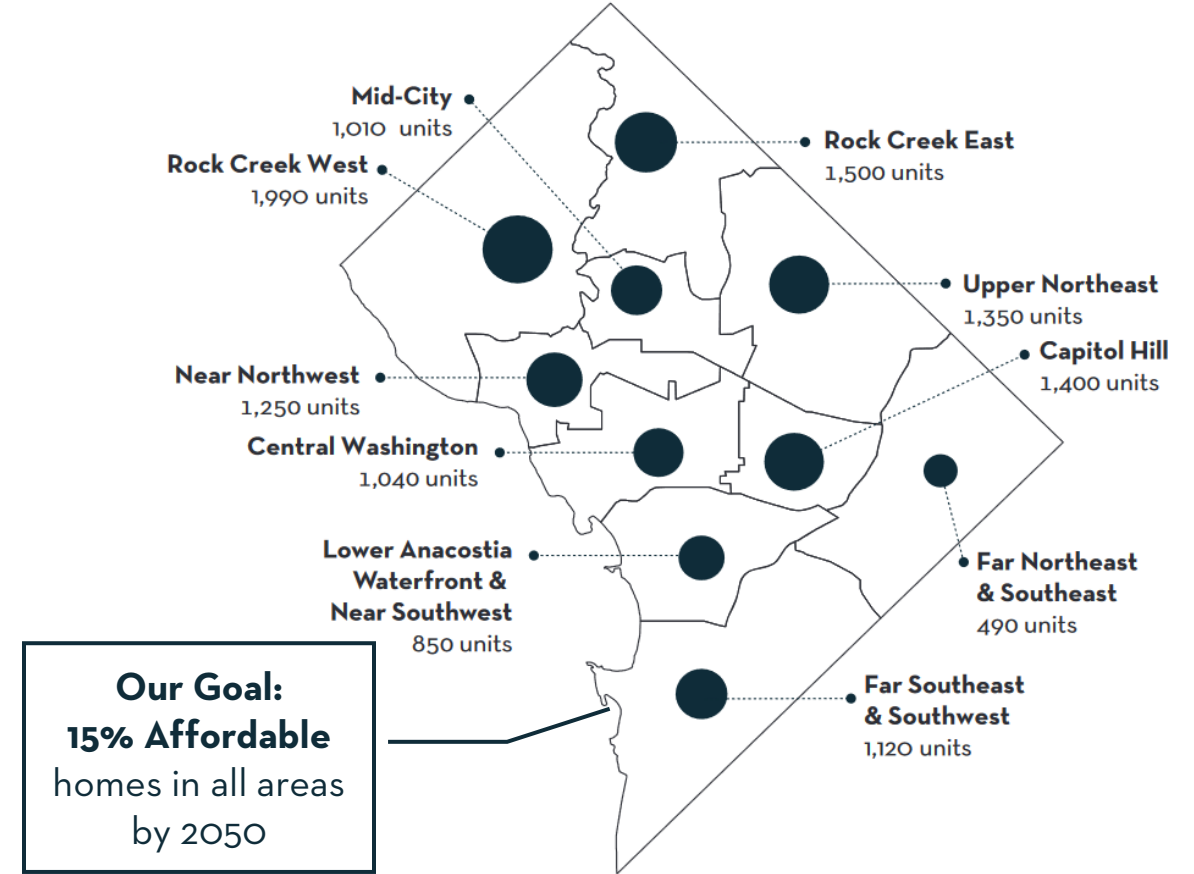 Mid-City
1,010 units
Rock Creek West
1,990 units
Rock Creek East
1,500 units
Upper Northeast
1,350 units
Capitol Hill
1,400 units
Near Northwest
1,250 units
Central Washington
1,040 units
Lower Anacostia
Waterfront &
Near Southwest
850 units
Far Northeast
& Southeast
490 units
Far Southeast
& Southwest
1,120 units
Our Goal:
15% Affordable
homes in all areas
by 2050